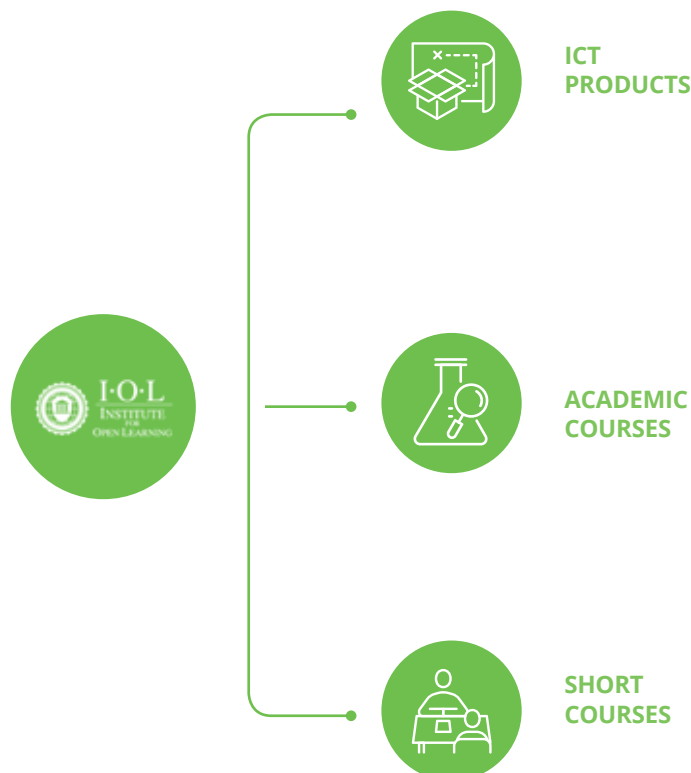 ICT
PRODUCTS
I·O·L
INSTITUTE
FOR
OPEN LEARNING
ACADEMIC
COURSES
SHORT
COURSES